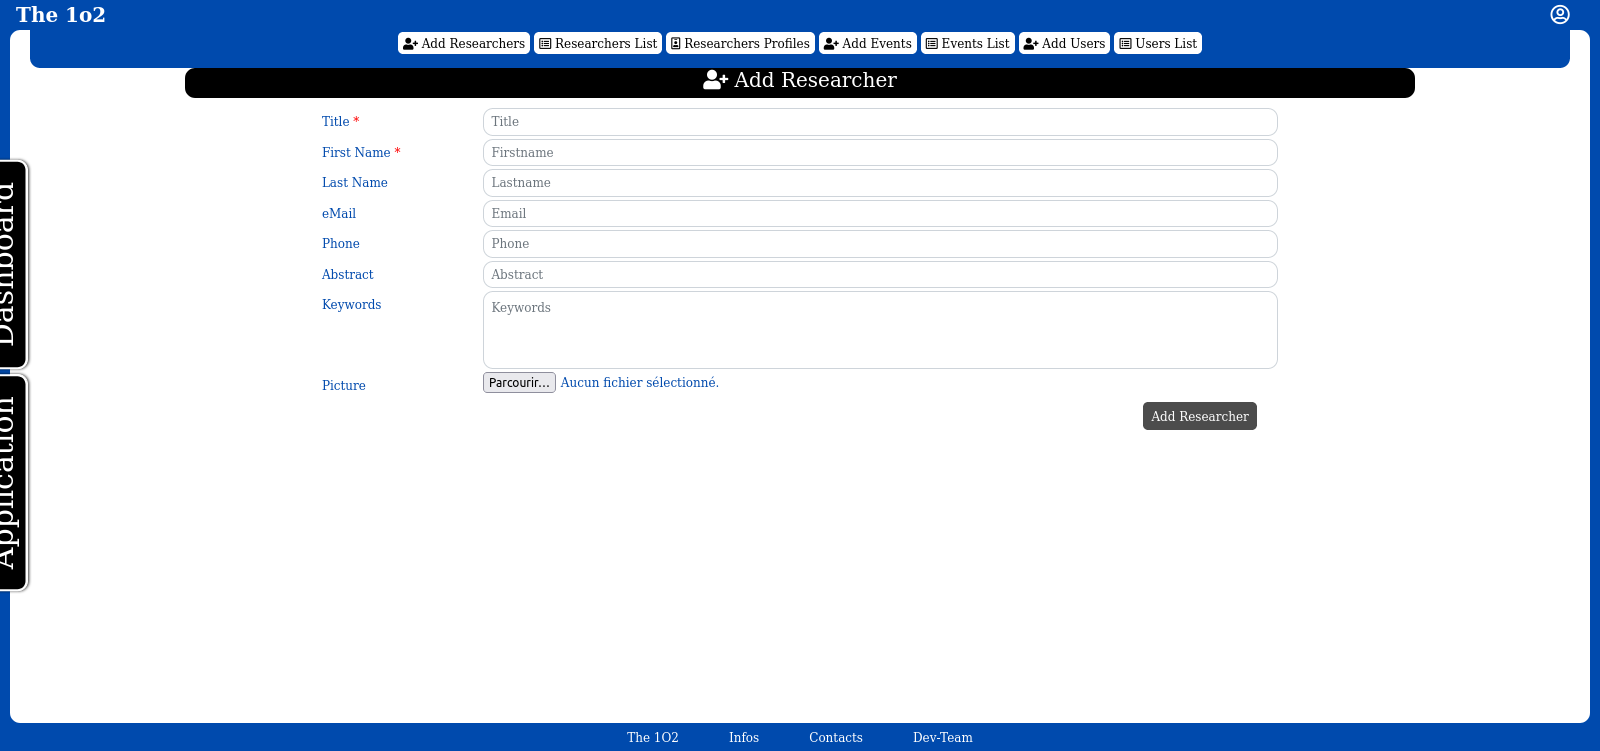 The 1o2
Add Researchers Researchers List Researchers Profiles Add Events Events List Add Users Users List
Add Researcher
Title * Title
First Name * Firstname
Last Name Lastname
eMail Email
Phone Phone
Abstract Abstract
Keywords Keywords
Picture Parcourir... Aucun fichier sélectionné.
Add Researcher
Dashboard
Application
The 1O2 Infos Contacts Dev-Team